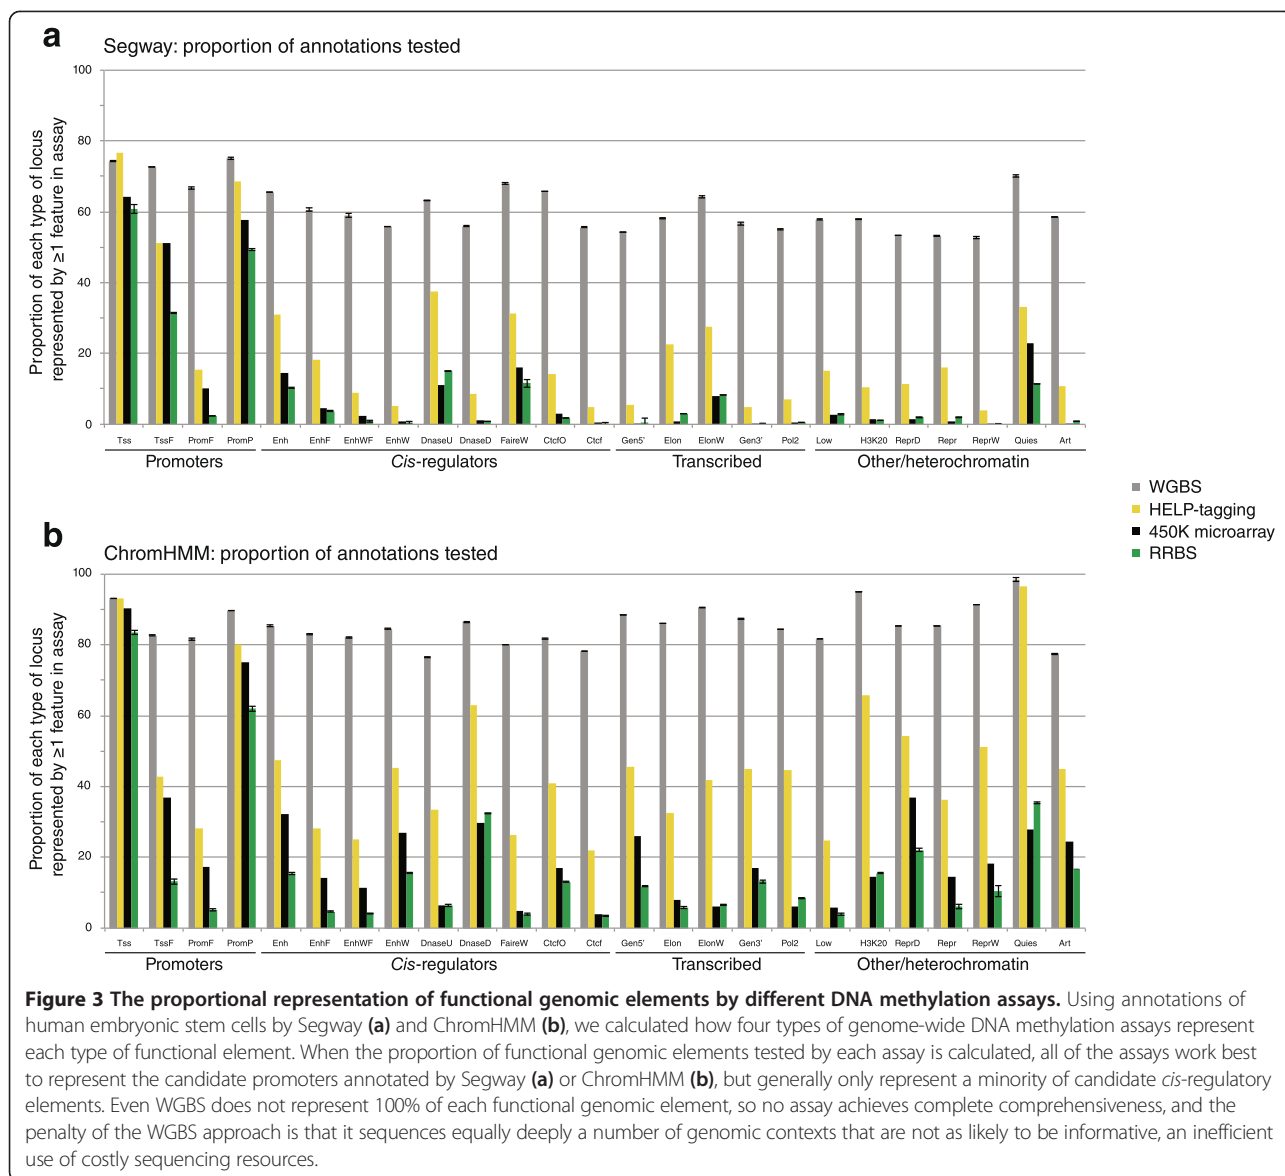 a
Segway: proportion of annotations tested
Proportion of each type of locus
represented by ≥1 feature in assay
100
80
60
40
20
0
Tss TssF PromF PromP Enh EnhF EnhWF EnhW DnaseU DnaseD FaireW CtcfO Ctcf Gen5' Elon ElonW Gen3' Pol2 Low H3K20 ReprD Repr ReprW Quies Art
Promoters Cis-regulators Transcribed Other/heterochromatin
WGBS
HELP-tagging
450K microarray
RRBS
b
ChromHMM: proportion of annotations tested
Proportion of each type of locus
represented by ≥1 feature in assay
100
80
60
40
20
0
Tss TssF PromF PromP Enh EnhF EnhWF EnhW DnaseU DnaseD FaireW CtcfO Ctcf Gen5' Elon ElonW Gen3' Pol2 Low H3K20 ReprD Repr ReprW Quies Art
Promoters Cis-regulators Transcribed Other/heterochromatin
Figure 3 The proportional representation of functional genomic elements by different DNA methylation assays. Using annotations of
human embryonic stem cells by Segway (a) and ChromHMM (b), we calculated how four types of genome-wide DNA methylation assays represent
each type of functional element. When the proportion of functional genomic elements tested by each assay is calculated, all of the assays work best
to represent the candidate promoters annotated by Segway (a) or ChromHMM (b), but generally only represent a minority of candidate cis-regulatory
elements. Even WGBS does not represent 100% of each functional genomic element, so no assay achieves complete comprehensiveness, and the
penalty of the WGBS approach is that it sequences equally deeply a number of genomic contexts that are not as likely to be informative, an inefficient
use of costly sequencing resources.